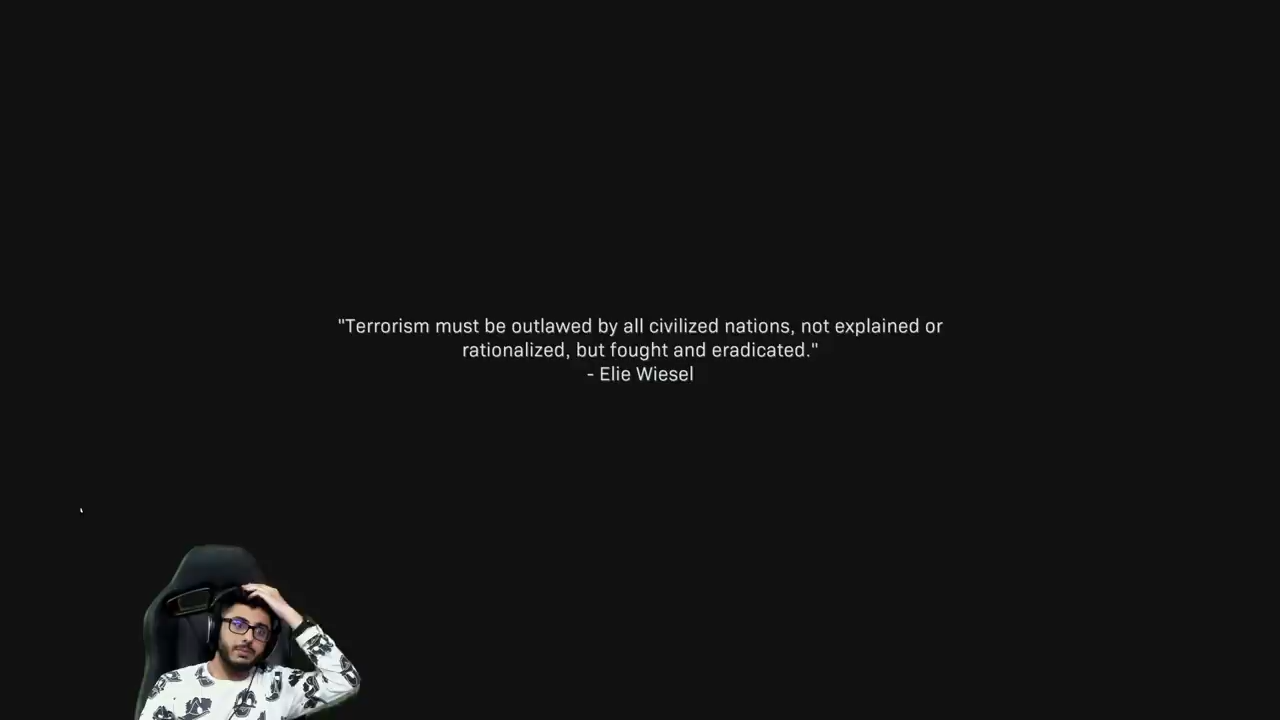 "Terrorism must be outlawed by all civilized nations, not explained or
rationalized, but fought and eradicated."
- Elie Wiesel